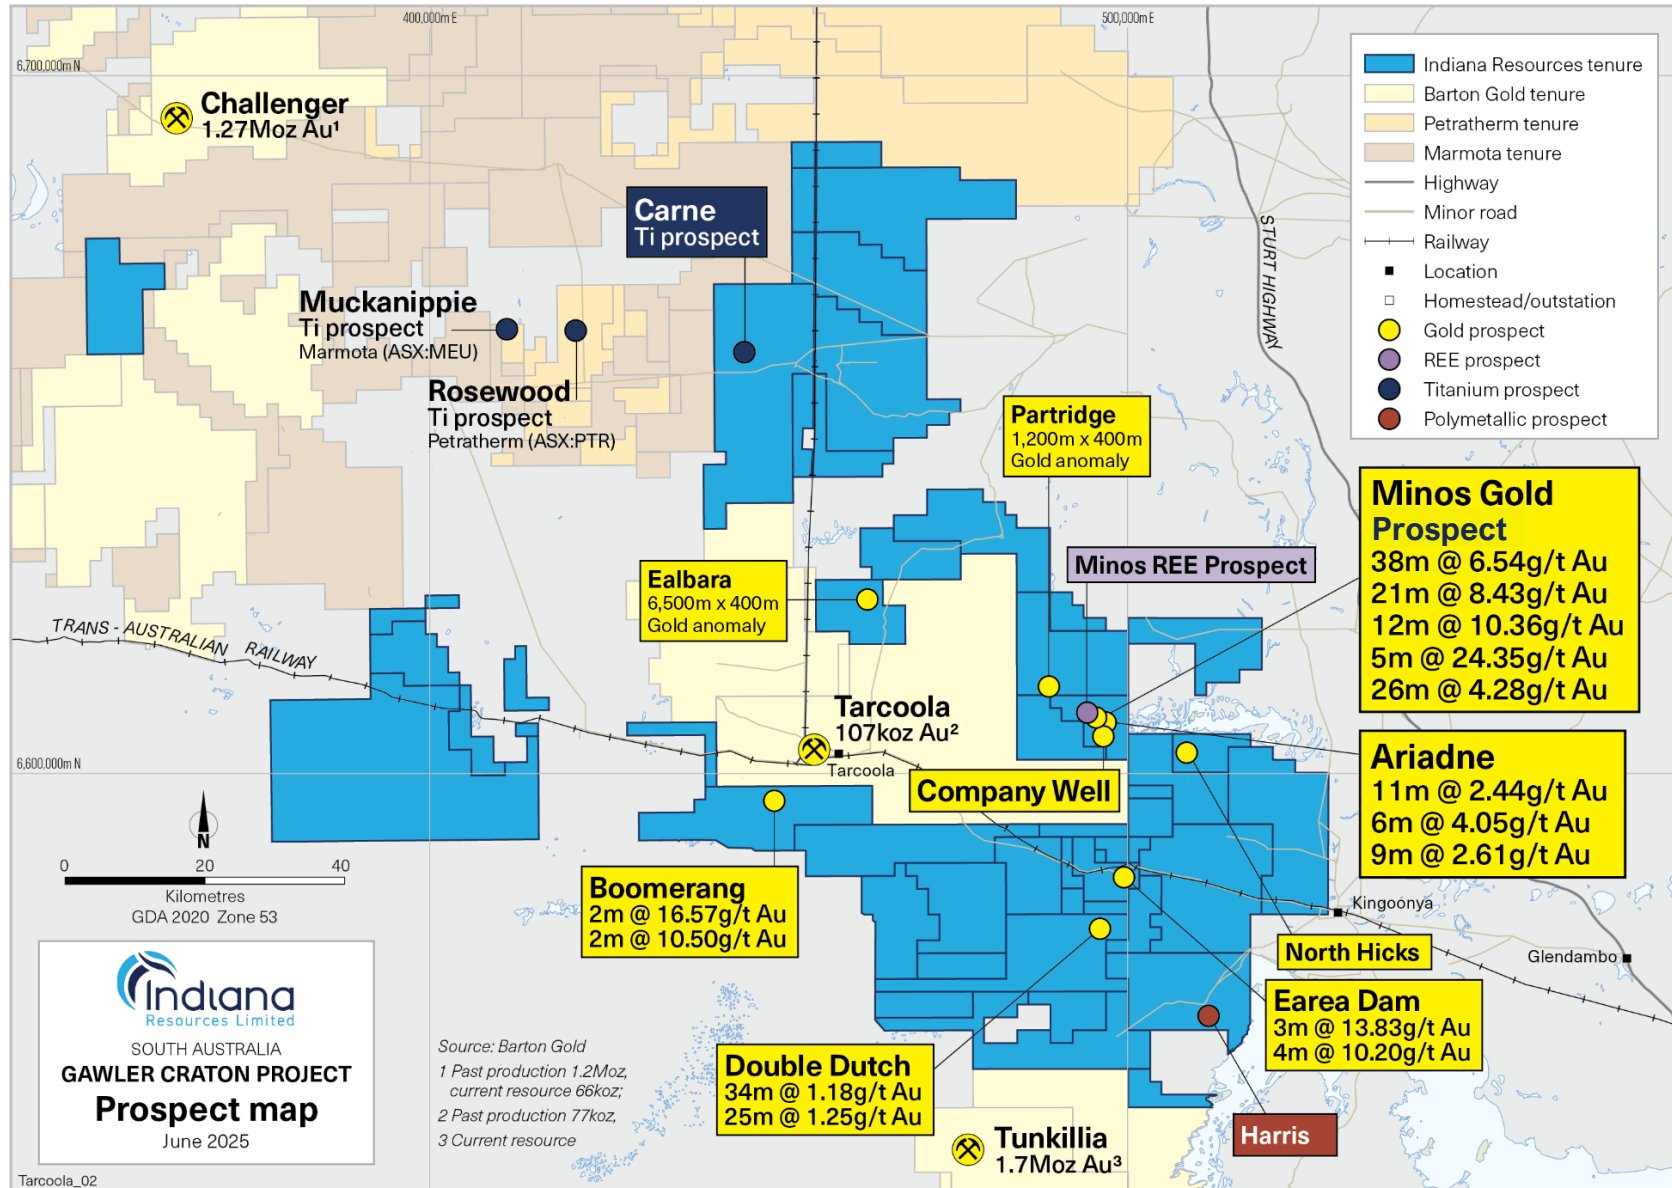 400,000m E
500,000m E
6,700,000m N
Challenger
1.27Moz Au¹
Carne
Ti prospect
Muckanippie
Ti prospect
Marmota (ASX:MEU)
Rosewood
Ti prospect
Petratherm (ASX:PTR)
STURT HIGHWAY
Indiana Resources tenure
Barton Gold tenure
Petratherm tenure
Marmota tenure
Highway
Minor road
Railway
Location
Homestead/outstation
Gold prospect
REE prospect
Titanium prospect
Polymetallic prospect
Partridge
1,200m x 400m
Gold anomaly
Minos Gold
Prospect
38m @ 6.54g/t Au
21m @ 8.43g/t Au
12m @ 10.36g/t Au
5m @ 24.35g/t Au
26m @ 4.28g/t Au
Minos REE Prospect
Ealbara
6,500m x 400m
Gold anomaly
TRANS - AUSTRALIAN RAILWAY
Tarcoola
107koz Au²
Tarcoola
6,600,000m N
Company Well
Ariadne
11m @ 2.44g/t Au
6m @ 4.05g/t Au
9m @ 2.61g/t Au
N
0 20 40
Kilometres
GDA 2020 Zone 53
Boomerang
2m @ 16.57g/t Au
2m @ 10.50g/t Au
Kingoonya
North Hicks
Glendambo
Earea Dam
3m @ 13.83g/t Au
4m @ 10.20g/t Au
Indiana
Resources Limited
SOUTH AUSTRALIA
GAWLER CRATON PROJECT
Prospect map
June 2025
Source: Barton Gold
1 Past production 1.2Moz,
current resource 66koz;
2 Past production 77koz,
3 Current resource
Double Dutch
34m @ 1.18g/t Au
25m @ 1.25g/t Au
Harris
Tunkillia
1.7Moz Au³
Tarcoola_02